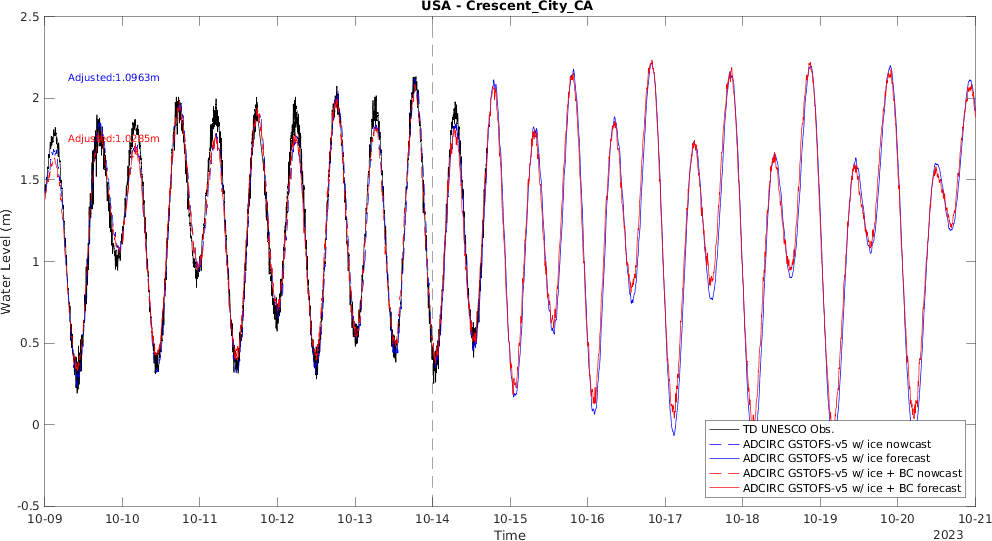 USA - Crescent_City_CA
2.5
2
1.5
1
0.5
0
-0.5
Water Level (m)
Adjusted:1.0963m
TD UNESCO Obs.
ADCIRC GSTOFS-v5 w/ ice nowcast
ADCIRC GSTOFS-v5 w/ ice forecast
ADCIRC GSTOFS-v5 w/ ice + BC nowcast
ADCIRC GSTOFS-v5 w/ ice + BC forecast
10-09 10-10 10-11 10-12 10-13 10-14 10-15 10-16 10-17 10-18 10-19 10-20 10-21
Time
2023